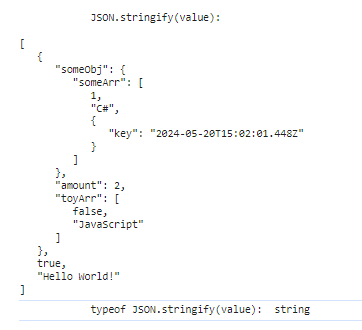 JSON.stringify(value):
[
   {
      "someObj": {
         "someArr": [
            1,
            "C#",
            {
               "key": "2024-05-20T15:02:01.448Z"
            }
         ]
      },
      "amount": 2,
      "toyArr": [
         false,
         "JavaScript"
      ]
   },
   true,
   "Hello World!"
]
typeof JSON.stringify(value):  string